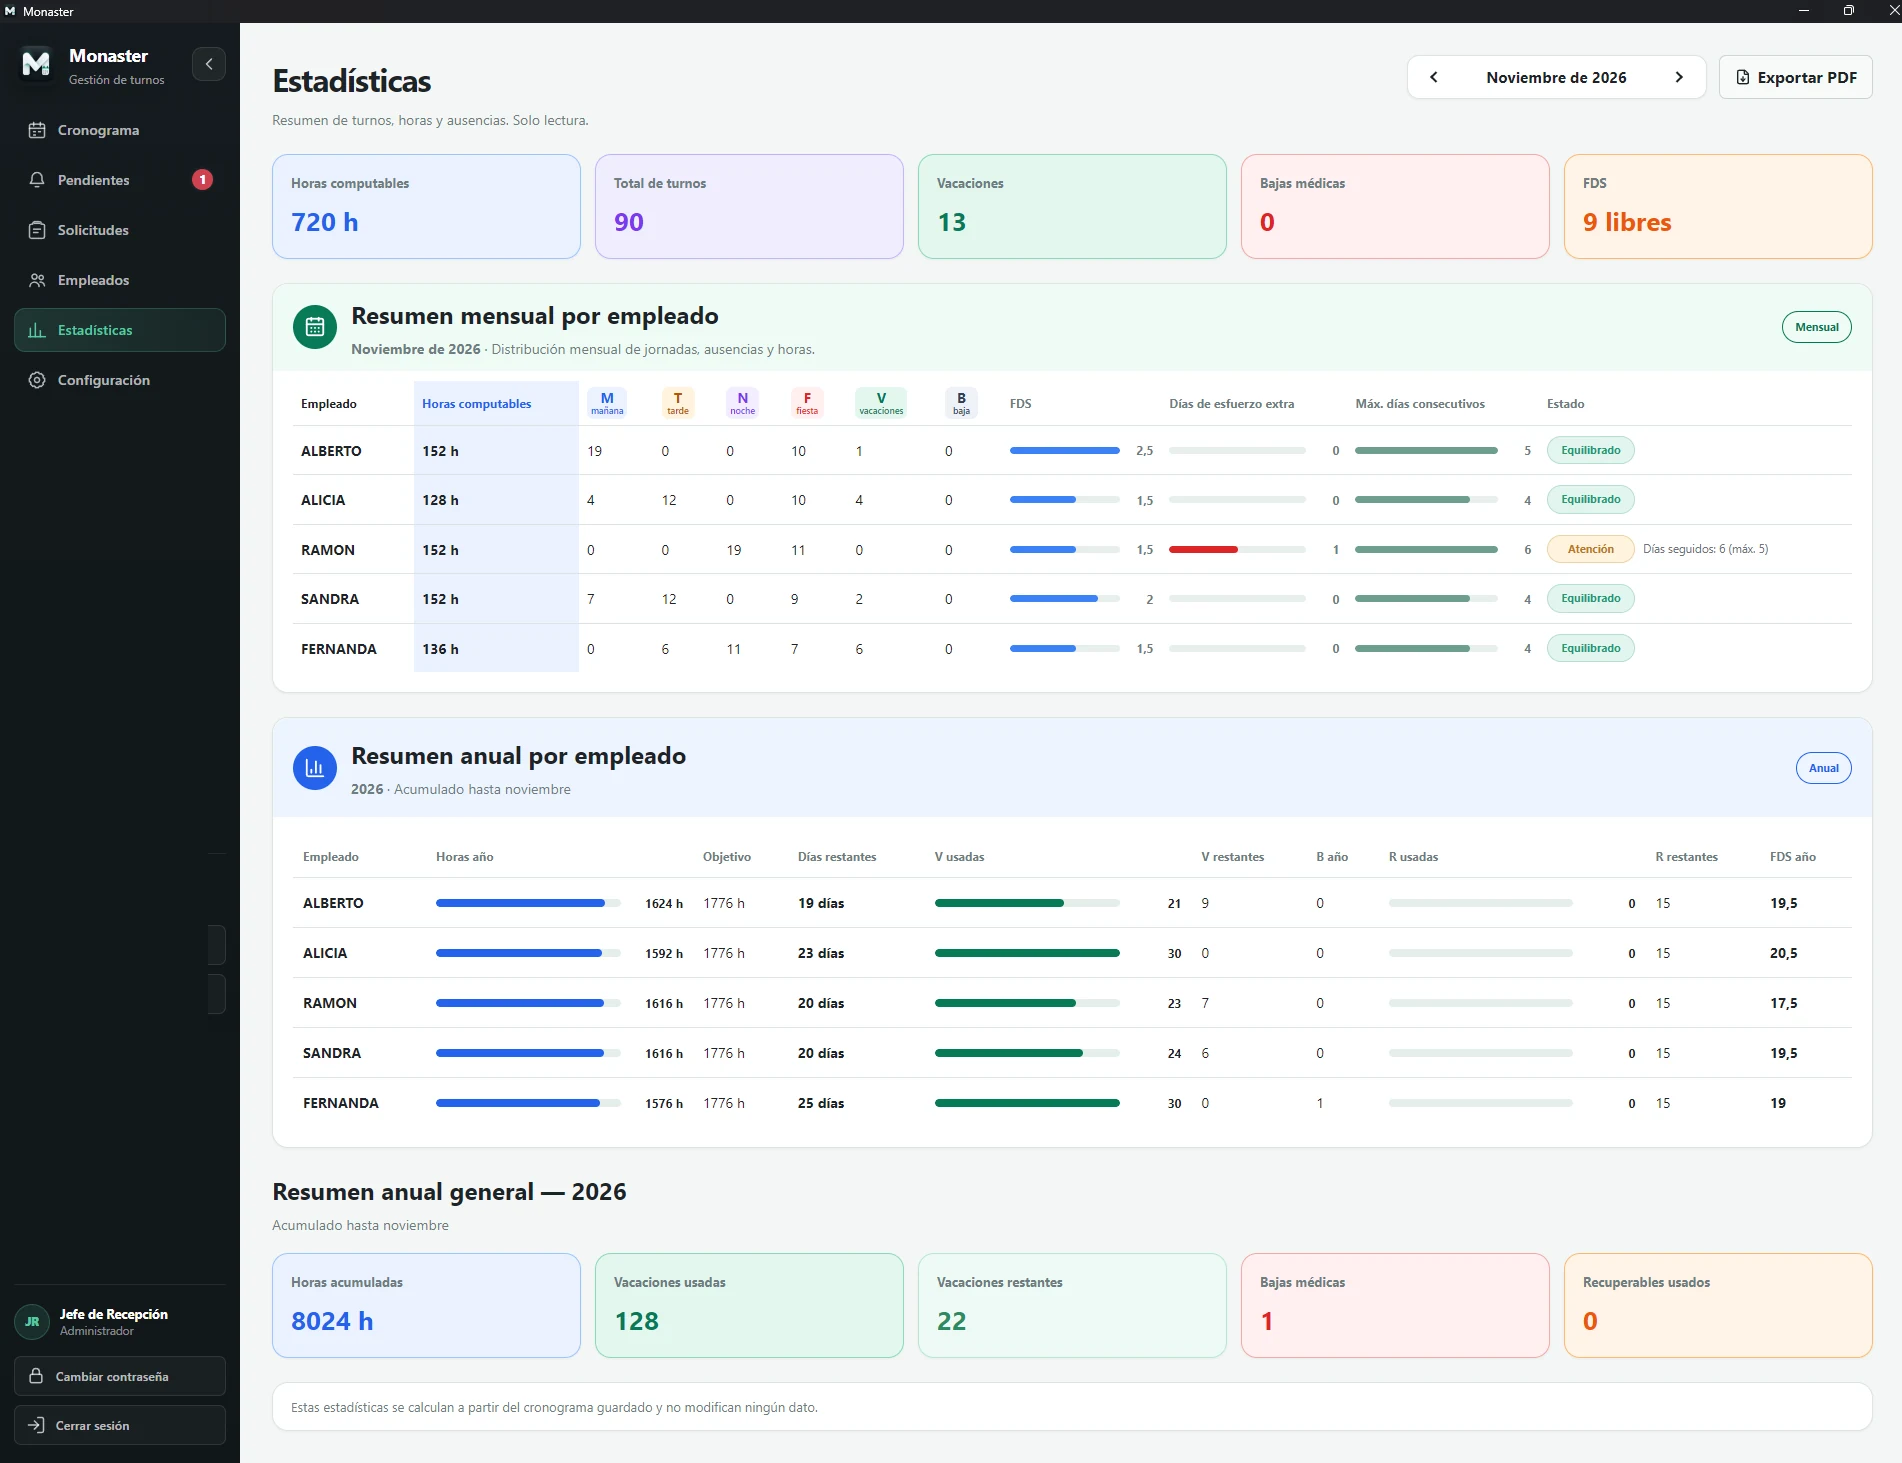 Monaster
Monaster
Gestión de turnos
Cronograma
Pendientes 1
Solicitudes
Empleados
Estadísticas
Configuración
JR
Jefe de Recepción
Administrador
Cambiar contraseña
Cerrar sesión
Estadísticas
Resumen de turnos, horas y ausencias. Solo lectura.
Noviembre de 2026
Exportar PDF
Horas computables
720 h
Total de turnos
90
Vacaciones
13
Bajas médicas
0
FDS
9 libres
Resumen mensual por empleado
Noviembre de 2026 · Distribución mensual de jornadas, ausencias y horas.
Mensual
Empleado Horas computables M mañana T tarde N noche F fiesta V vacaciones B baja FDS Días de esfuerzo extra Máx. días consecutivos Estado
ALBERTO 152 h 19 0 0 10 1 0 2,5 0 5 Equilibrado
ALICIA 128 h 4 12 0 10 4 0 1,5 0 4 Equilibrado
RAMON 152 h 0 0 19 11 0 0 1,5 1 6 Atención Días seguidos: 6 (máx. 5)
SANDRA 152 h 7 12 0 9 2 0 2 0 4 Equilibrado
FERNANDA 136 h 0 6 11 7 6 0 1,5 0 4 Equilibrado
Resumen anual por empleado
2026 · Acumulado hasta noviembre
Anual
Empleado Horas año Objetivo Días restantes V usadas V restantes B año R usadas R restantes FDS año
ALBERTO 1624 h 1776 h 19 días 21 9 0 0 15 19,5
ALICIA 1592 h 1776 h 23 días 30 0 0 0 15 20,5
RAMON 1616 h 1776 h 20 días 23 7 0 0 15 17,5
SANDRA 1616 h 1776 h 20 días 24 6 0 0 15 19,5
FERNANDA 1576 h 1776 h 25 días 30 0 1 0 15 19
Resumen anual general — 2026
Acumulado hasta noviembre
Horas acumuladas
8024 h
Vacaciones usadas
128
Vacaciones restantes
22
Bajas médicas
1
Recuperables usados
0
Estas estadísticas se calculan a partir del cronograma guardado y no modifican ningún dato.